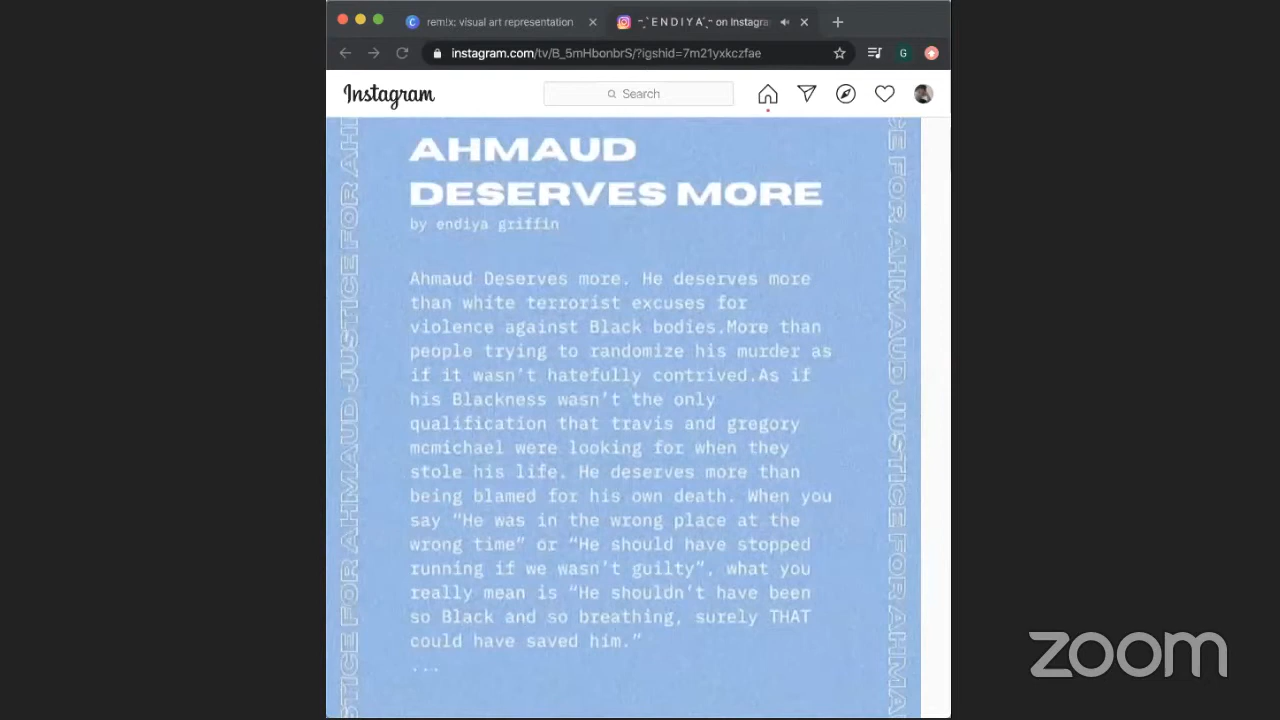 remix: visual art representation
~*`E N D I Y A´*~ on Instagra
instagram.com/tv/B_5mHbonbrS/?igshid=7m21yxkczfae
G
Instagram
Search
AHMAUD
DESERVES MORE
by endiya griffin
Ahmaud Deserves more. He deserves more
than white terrorist excuses for
violence against Black bodies.More than
people trying to randomize his murder as
if it wasn't hatefully contrived.As if
his Blackness wasn't the only
qualification that travis and gregory
mcmichael were looking for when they
stole his life. He deserves more than
being blamed for his own death. When you
say “He was in the wrong place at the
wrong time” or “He should have stopped
running if we wasn't guilty”, what you
really mean is “He shouldn't have been
so Black and so breathing, surely THAT
could have saved him.”
...
STICE FOR AHMAUD JUSTICE FOR AH
CE FOR AHMAUD JUSTICE FOR AHMA
zoom